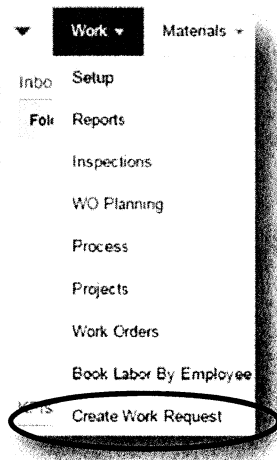 Work Materials
Inbo Setup
Fol Reports
Inspections
WO Planning
Process
Projects
Work Orders
Book Labor By Employee
KPIs Create Work Request